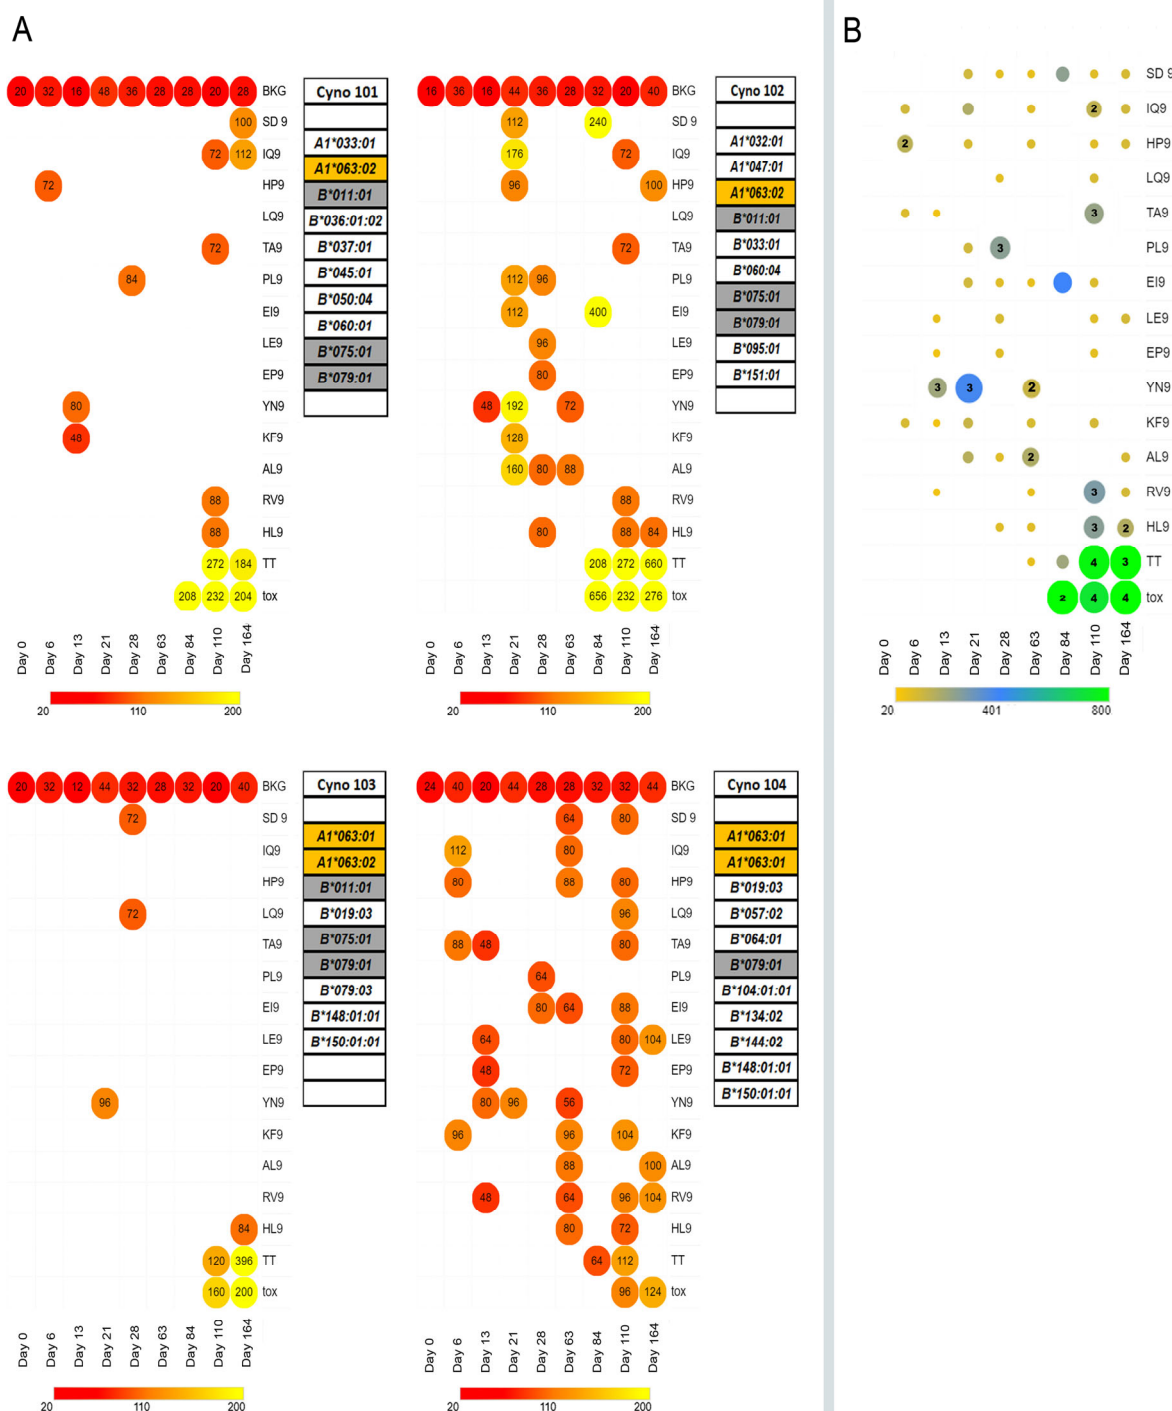 A
20 32 16 48 36 28 28 20 28 BKG
100 SD 9
72 112 IQ9
72 HP9
LQ9
72 TA9
84 PL9
EI9
LE9
EP9
80 YN9
48 KF9
AL9
88 RV9
88 HL9
272 184 TT
208 232 204 tox
Day 0 Day 6 Day 13 Day 21 Day 28 Day 63 Day 84 Day 110 Day 164
20 110 200
Cyno 101
A1*033:01
A1*063:02
B*011:01
B*036:01:02
B*037:01
B*045:01
B*050:04
B*060:01
B*075:01
B*079:01
16 36 16 44 36 28 32 20 40 BKG
112 240 SD 9
176 72 IQ9
96 100 HP9
LQ9
72 TA9
112 96 PL9
112 400 EI9
96 LE9
80 EP9
48 192 72 YN9
128 KF9
160 80 88 AL9
88 RV9
80 88 84 HL9
208 272 660 TT
656 232 276 tox
Day 0 Day 6 Day 13 Day 21 Day 28 Day 63 Day 84 Day 110 Day 164
20 110 200
Cyno 102
A1*032:01
A1*047:01
A1*063:02
B*011:01
B*033:01
B*060:04
B*075:01
B*079:01
B*095:01
B*151:01
20 32 12 44 32 28 32 20 40 BKG
72 SD 9
IQ9
HP9
72 LQ9
TA9
PL9
EI9
LE9
EP9
96 YN9
KF9
AL9
RV9
84 HL9
120 396 TT
160 200 tox
Day 0 Day 6 Day 13 Day 21 Day 28 Day 63 Day 84 Day 110 Day 164
20 110 200
Cyno 103
A1*063:01
A1*063:02
B*011:01
B*019:03
B*075:01
B*079:01
B*079:03
B*148:01:01
B*150:01:01
24 40 20 44 28 28 32 32 44 BKG
64 80 SD 9
112 80 IQ9
80 88 80 HP9
96 LQ9
88 48 80 TA9
64 PL9
80 64 88 EI9
64 80 104 LE9
48 72 EP9
80 96 56 YN9
96 96 104 KF9
88 100 AL9
48 64 96 104 RV9
80 72 HL9
64 112 TT
96 124 tox
Day 0 Day 6 Day 13 Day 21 Day 28 Day 63 Day 84 Day 110 Day 164
20 110 200
Cyno 104
A1*063:01
A1*063:01
B*019:03
B*057:02
B*064:01
B*079:01
B*104:01:01
B*134:02
B*144:02
B*148:01:01
B*150:01:01
B
SD 9
2 IQ9
2 HP9
LQ9
3 TA9
3 PL9
EI9
LE9
EP9
3 3 2 YN9
KF9
2 AL9
3 RV9
3 2 HL9
4 3 TT
2 4 4 tox
Day 0 Day 6 Day 13 Day 21 Day 28 Day 63 Day 84 Day 110 Day 164
20 401 800